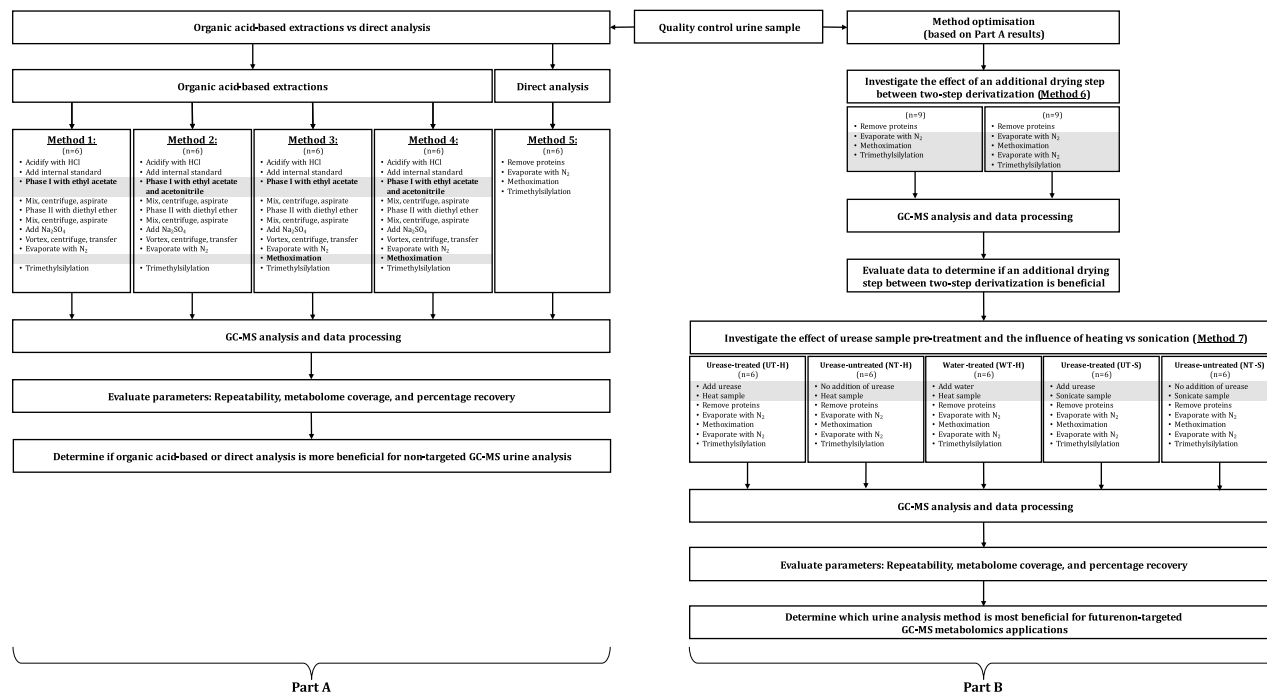 Organic acid-based extractions vs direct analysis
Quality control urine sample
Method optimisation
(based on Part A results)
Organic acid-based extractions
Direct analysis
Method 1:
(n=6)
• Acidify with HCl
• Add internal standard
• Phase I with ethyl acetate
• Mix, centrifuge, aspirate
• Phase II with diethyl ether
• Mix, centrifuge, aspirate
• Add Na₂SO₄
• Vortex, centrifuge, transfer
• Evaporate with N₂
• Trimethylsilylation
Method 2:
(n=6)
• Acidify with HCl
• Add internal standard
• Phase I with ethyl acetate
and acetonitrile
• Mix, centrifuge, aspirate
• Phase II with diethyl ether
• Mix, centrifuge, aspirate
• Add Na₂SO₄
• Vortex, centrifuge, transfer
• Evaporate with N₂
• Trimethylsilylation
Method 3:
(n=6)
• Acidify with HCl
• Add internal standard
• Phase I with ethyl acetate
• Mix, centrifuge, aspirate
• Phase II with diethyl ether
• Mix, centrifuge, aspirate
• Add Na₂SO₄
• Vortex, centrifuge, transfer
• Evaporate with N₂
• Methoximation
• Trimethylsilylation
Method 4:
(n=6)
• Acidify with HCl
• Add internal standard
• Phase I with ethyl acetate
and acetonitrile
• Mix, centrifuge, aspirate
• Phase II with diethyl ether
• Mix, centrifuge, aspirate
• Add Na₂SO₄
• Vortex, centrifuge, transfer
• Evaporate with N₂
• Methoximation
• Trimethylsilylation
Method 5:
(n=6)
• Remove proteins
• Evaporate with N₂
• Methoximation
• Trimethylsilylation
GC-MS analysis and data processing
Evaluate parameters: Repeatability, metabolome coverage, and percentage recovery
Determine if organic acid-based or direct analysis is more beneficial for non-targeted GC-MS urine analysis
Part A
Investigate the effect of an additional drying step
between two-step derivatization (Method 6)
(n=9)
• Remove proteins
• Evaporate with N₂
• Methoximation
• Trimethylsilylation
(n=9)
• Remove proteins
• Evaporate with N₂
• Methoximation
• Evaporate with N₂
• Trimethylsilylation
GC-MS analysis and data processing
Evaluate data to determine if an additional drying
step between two-step derivatization is beneficial
Investigate the effect of urease sample pre-treatment and the influence of heating vs sonication (Method 7)
Urease-treated (UT-H)
(n=6)
• Add urease
• Heat sample
• Remove proteins
• Evaporate with N₂
• Methoximation
• Evaporate with N₂
• Trimethylsilylation
Urease-untreated (NT-H)
(n=6)
• No addition of urease
• Heat sample
• Remove proteins
• Evaporate with N₂
• Methoximation
• Evaporate with N₂
• Trimethylsilylation
Water-treated (WT-H)
(n=6)
• Add water
• Heat sample
• Remove proteins
• Evaporate with N₂
• Methoximation
• Evaporate with N₂
• Trimethylsilylation
Urease-treated (UT-S)
(n=6)
• Add urease
• Sonicate sample
• Remove proteins
• Evaporate with N₂
• Methoximation
• Evaporate with N₂
• Trimethylsilylation
Urease-untreated (NT-S)
(n=6)
• No addition of urease
• Sonicate sample
• Remove proteins
• Evaporate with N₂
• Methoximation
• Evaporate with N₂
• Trimethylsilylation
GC-MS analysis and data processing
Evaluate parameters: Repeatability, metabolome coverage, and percentage recovery
Determine which urine analysis method is most beneficial for futurenon-targeted
GC-MS metabolomics applications
Part B